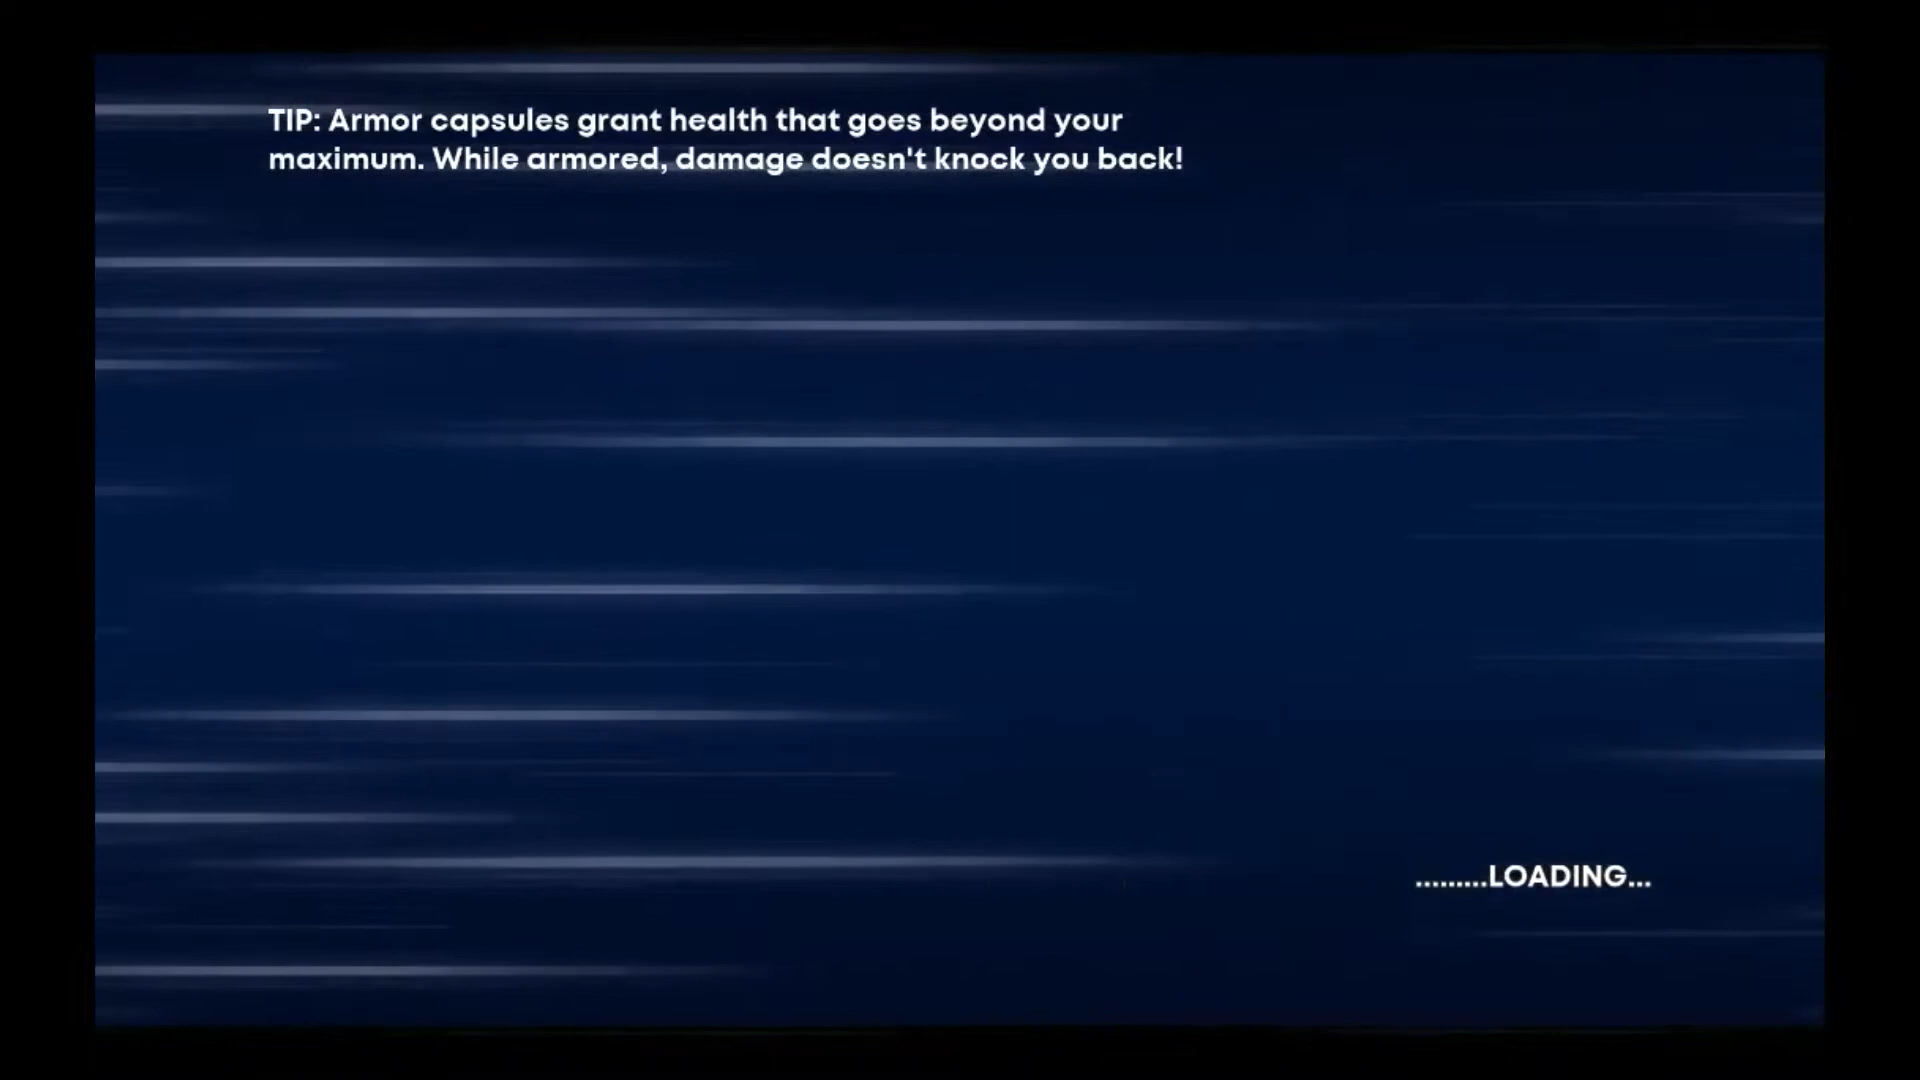 TIP: Armor capsules grant health that goes beyond your
maximum. While armored, damage doesn't knock you back!
.........LOADING...